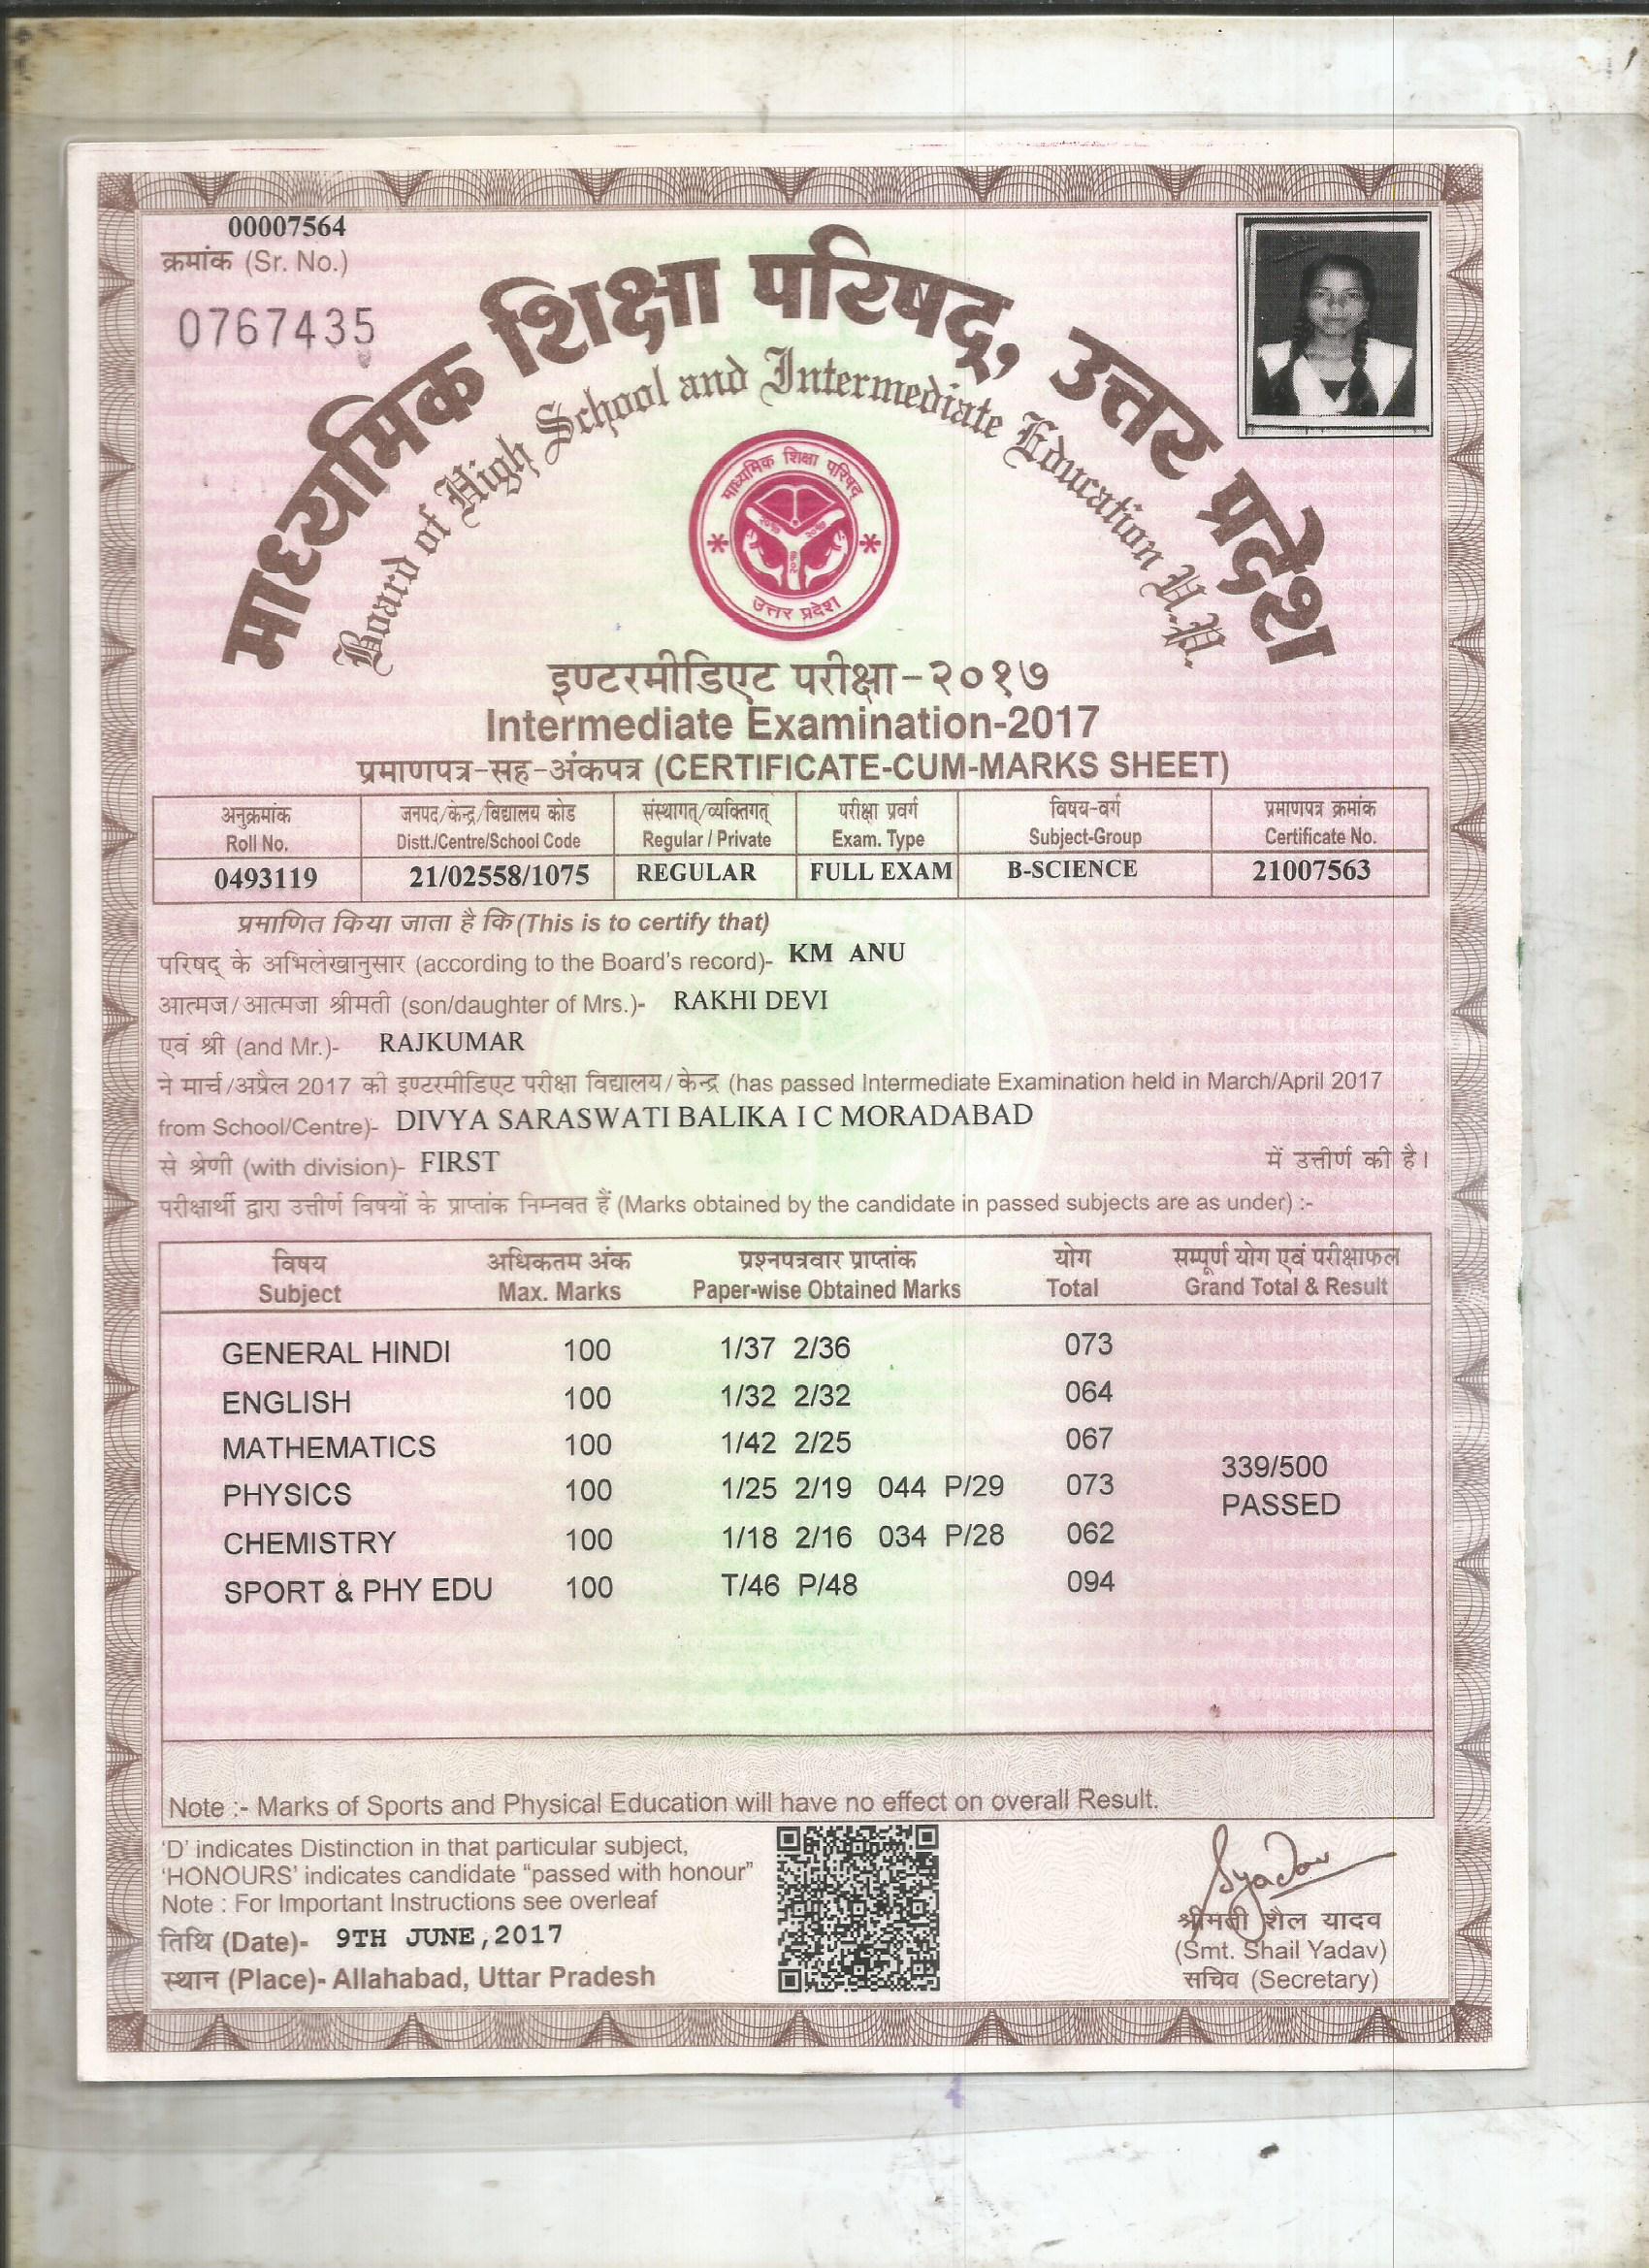 00007564
क्रमांक (Sr. No.)
0767435
माध्यमिक शिक्षा परिषद्, उत्तर प्रदेश
Board of High School and Intermediate Education U.P.
माध्यमिक शिक्षा परिषद्
उत्तर प्रदेश
इण्टरमीडिएट परीक्षा-२०१७
Intermediate Examination-2017
प्रमाणपत्र-सह-अंकपत्र (CERTIFICATE-CUM-MARKS SHEET)
अनुक्रमांक जनपद/केन्द्र/विद्यालय कोड संस्थागत/व्यक्तिगत् परीक्षा प्रवर्ग विषय-वर्ग प्रमाणपत्र क्रमांक
Roll No. Distt./Centre/School Code Regular / Private Exam. Type Subject-Group Certificate No.
0493119 21/02558/1075 REGULAR FULL EXAM B-SCIENCE 21007563
प्रमाणित किया जाता है कि (This is to certify that)
परिषद् के अभिलेखानुसार (according to the Board's record)- KM ANU
आत्मज/आत्मजा श्रीमती (son/daughter of Mrs.)- RAKHI DEVI
एवं श्री (and Mr.)- RAJKUMAR
ने मार्च/अप्रैल 2017 की इण्टरमीडिएट परीक्षा विद्यालय/केन्द्र (has passed Intermediate Examination held in March/April 2017
from School/Centre)- DIVYA SARASWATI BALIKA I C MORADABAD
से श्रेणी (with division)- FIRST में उत्तीर्ण की है।
परीक्षार्थी द्वारा उत्तीर्ण विषयों के प्राप्तांक निम्नवत हैं (Marks obtained by the candidate in passed subjects are as under) :-
विषय अधिकतम अंक प्रश्नपत्रवार प्राप्तांक योग सम्पूर्ण योग एवं परीक्षाफल
Subject Max. Marks Paper-wise Obtained Marks Total Grand Total & Result
GENERAL HINDI 100 1/37 2/36 073
ENGLISH 100 1/32 2/32 064
MATHEMATICS 100 1/42 2/25 067
339/500
PHYSICS 100 1/25 2/19 044 P/29 073
PASSED
CHEMISTRY 100 1/18 2/16 034 P/28 062
SPORT & PHY EDU 100 T/46 P/48 094
Note :- Marks of Sports and Physical Education will have no effect on overall Result.
'D' indicates Distinction in that particular subject,
'HONOURS' indicates candidate "passed with honour"
Note : For Important Instructions see overleaf
तिथि (Date)- 9TH JUNE,2017
स्थान (Place)- Allahabad, Uttar Pradesh
Syadav
श्रीमती शैल यादव
(Smt. Shail Yadav)
सचिव (Secretary)